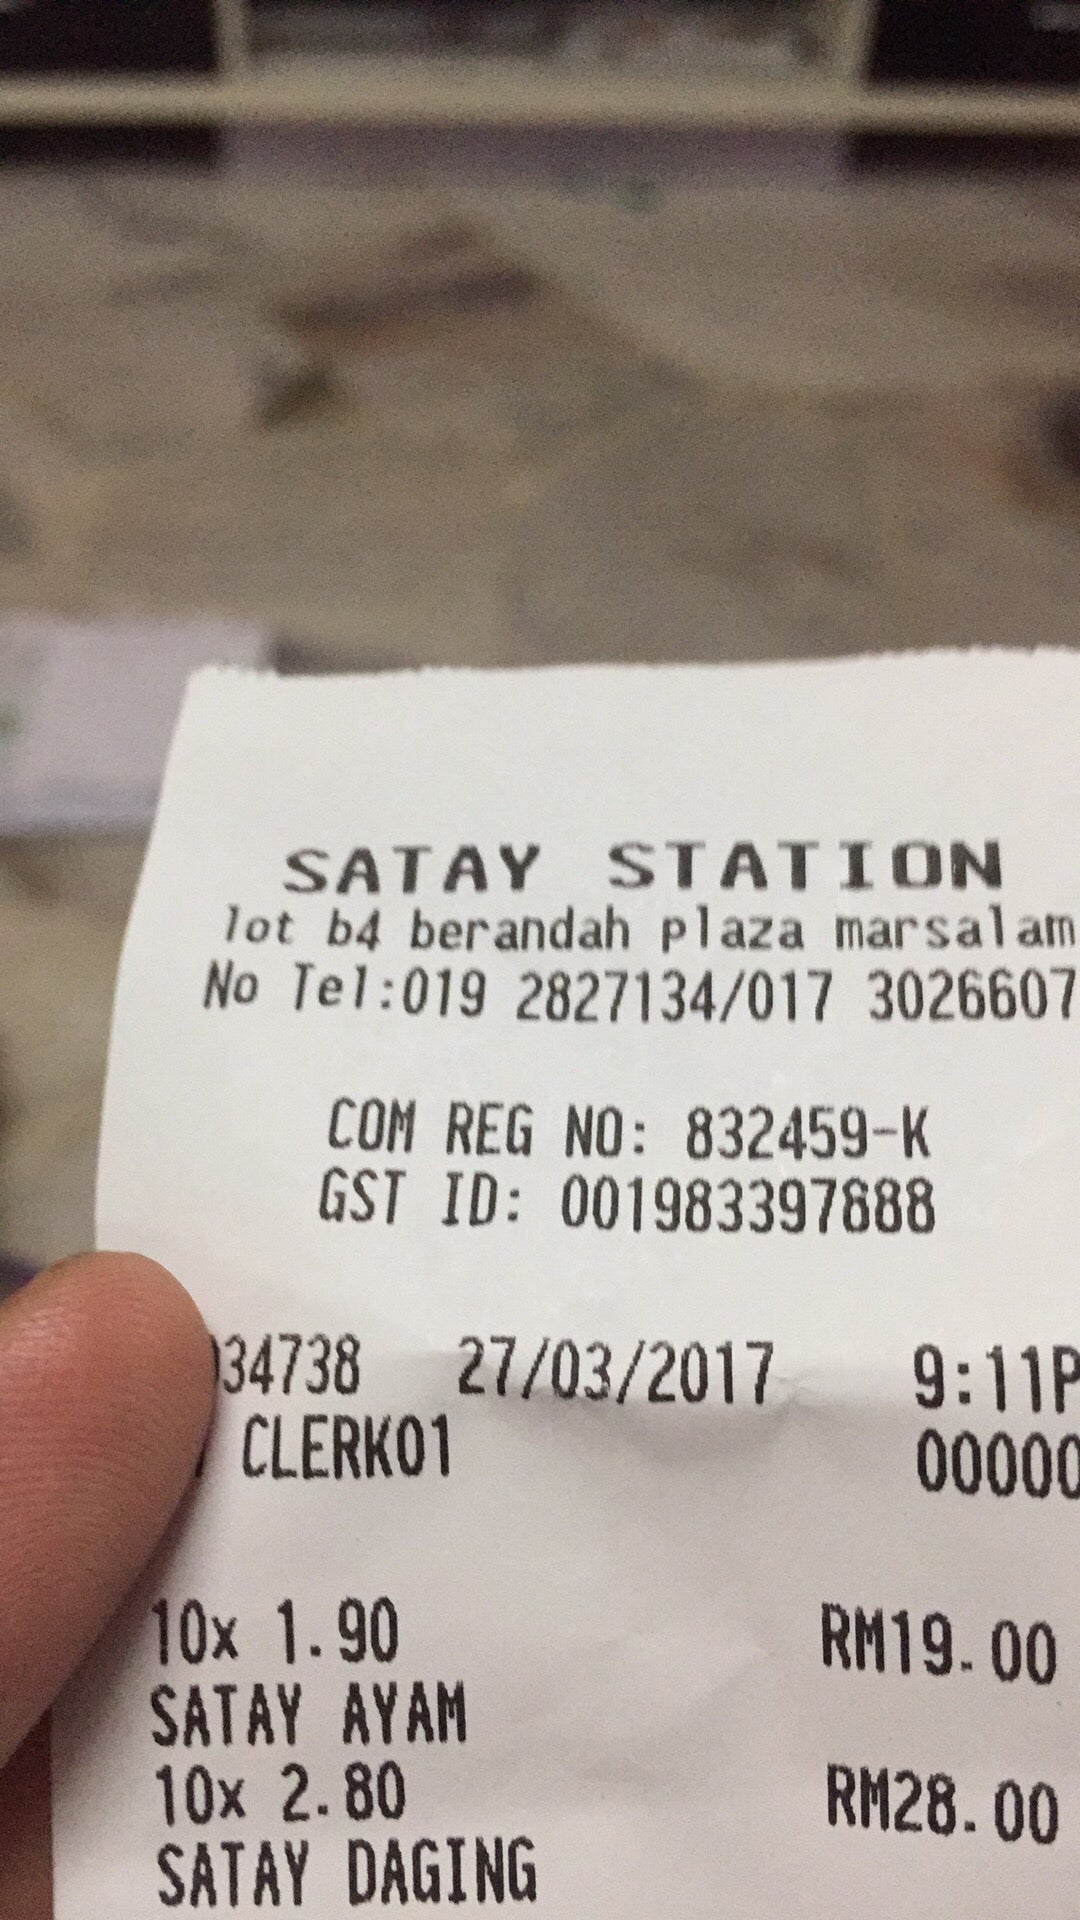 SATAY STATION
lot b4 berandah plaza marsalam
No Tel:019 2827134/017 3026607
COM REG NO: 832459-K
GST ID: 001983397888
34738 27/03/2017 9:11P
CLERK01 00000
10x 1.90 RM19.00
SATAY AYAM
10x 2.80 RM28.00
SATAY DAGING